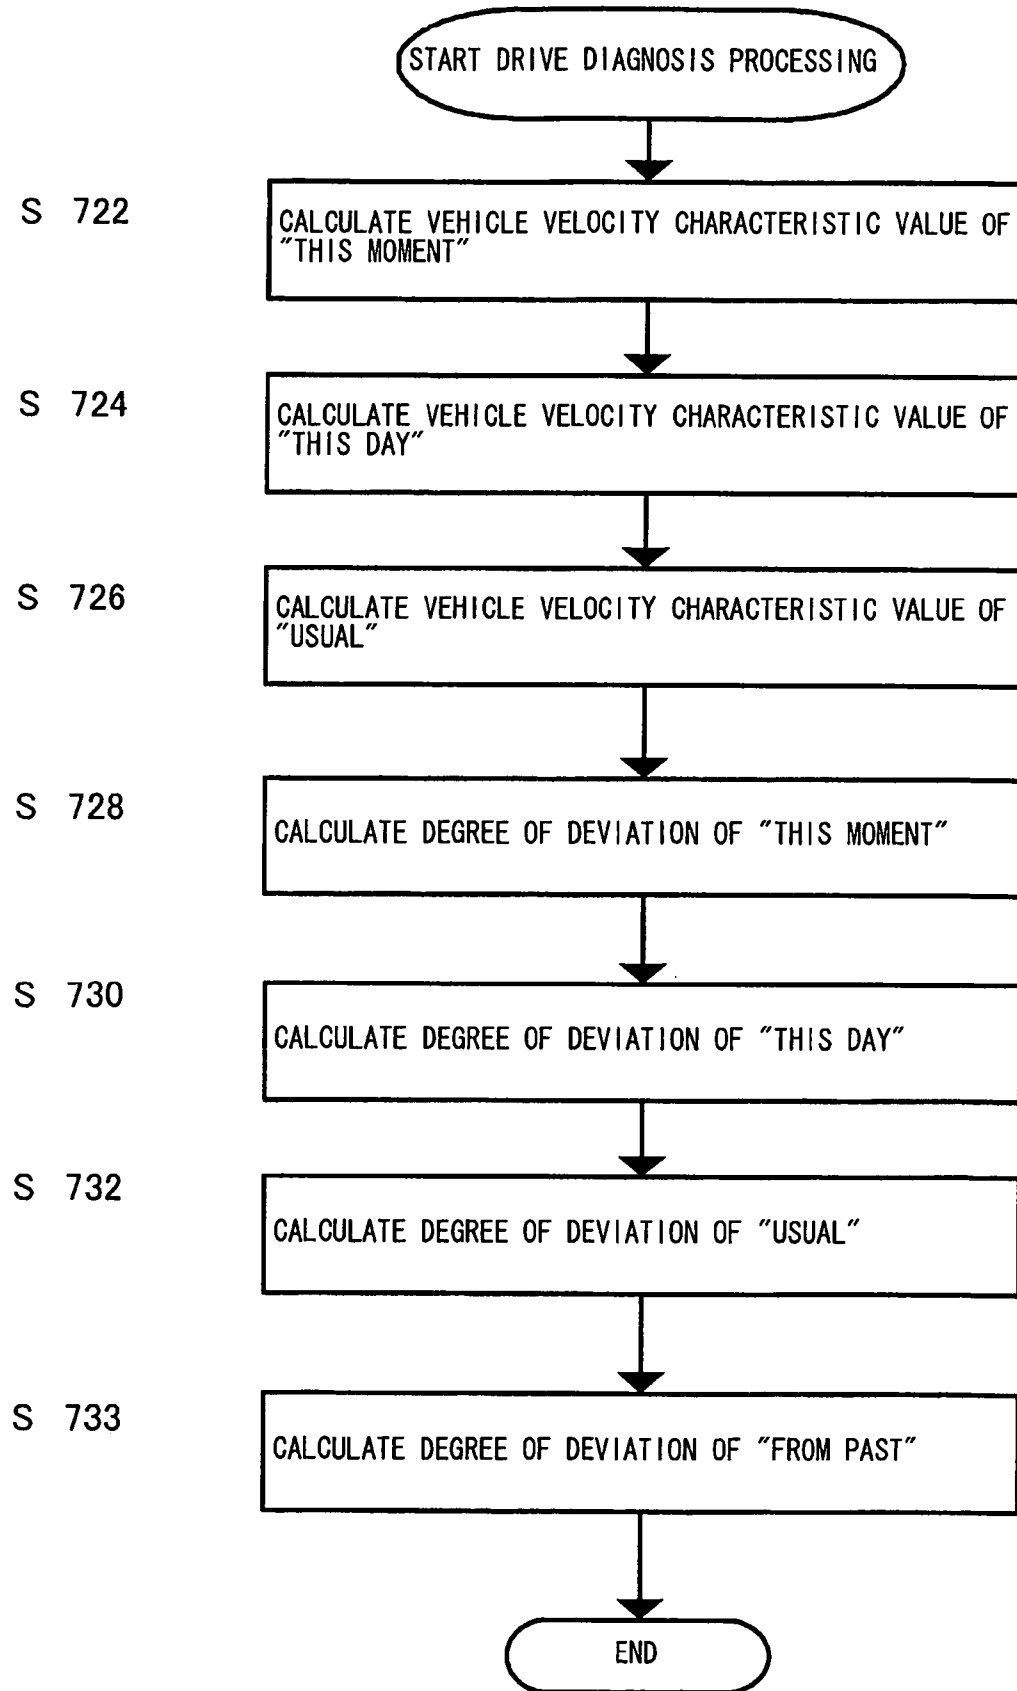 START DRIVE DIAGNOSIS PROCESSING
S 722
CALCULATE VEHICLE VELOCITY CHARACTERISTIC VALUE OF
"THIS MOMENT"
S 724
CALCULATE VEHICLE VELOCITY CHARACTERISTIC VALUE OF
"THIS DAY"
S 726
CALCULATE VEHICLE VELOCITY CHARACTERISTIC VALUE OF
"USUAL"
S 728
CALCULATE DEGREE OF DEVIATION OF "THIS MOMENT"
S 730
CALCULATE DEGREE OF DEVIATION OF "THIS DAY"
S 732
CALCULATE DEGREE OF DEVIATION OF "USUAL"
S 733
CALCULATE DEGREE OF DEVIATION OF "FROM PAST"
END